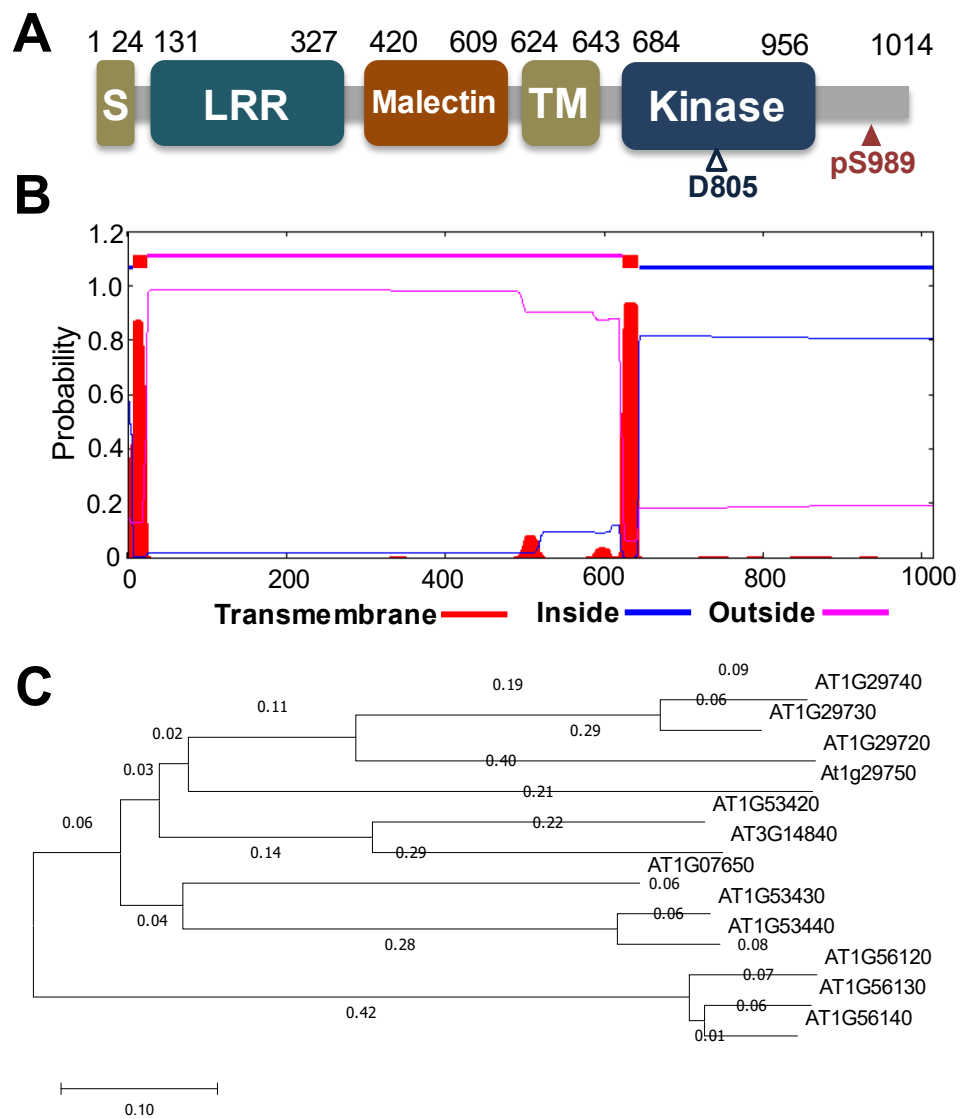 A
1 24 131 327 420 609 624 643 684 956 1014
S LRR Malectin TM Kinase
D805
pS989
B
1.2
1.0
0.8
0.6
0.4
0.2
0
Probability
0 200 400 600 800 1000
Transmembrane Inside Outside
C
0.09
AT1G29740
0.19
0.06
0.11
AT1G29730
0.29
0.02
AT1G29720
0.40
0.03
At1g29750
0.21
AT1G53420
0.06
0.22
AT3G14840
0.14
0.29
AT1G07650
0.06
AT1G53430
0.04
0.06
AT1G53440
0.28
0.08
AT1G56120
0.07
AT1G56130
0.42
0.06
AT1G56140
0.01
0.10